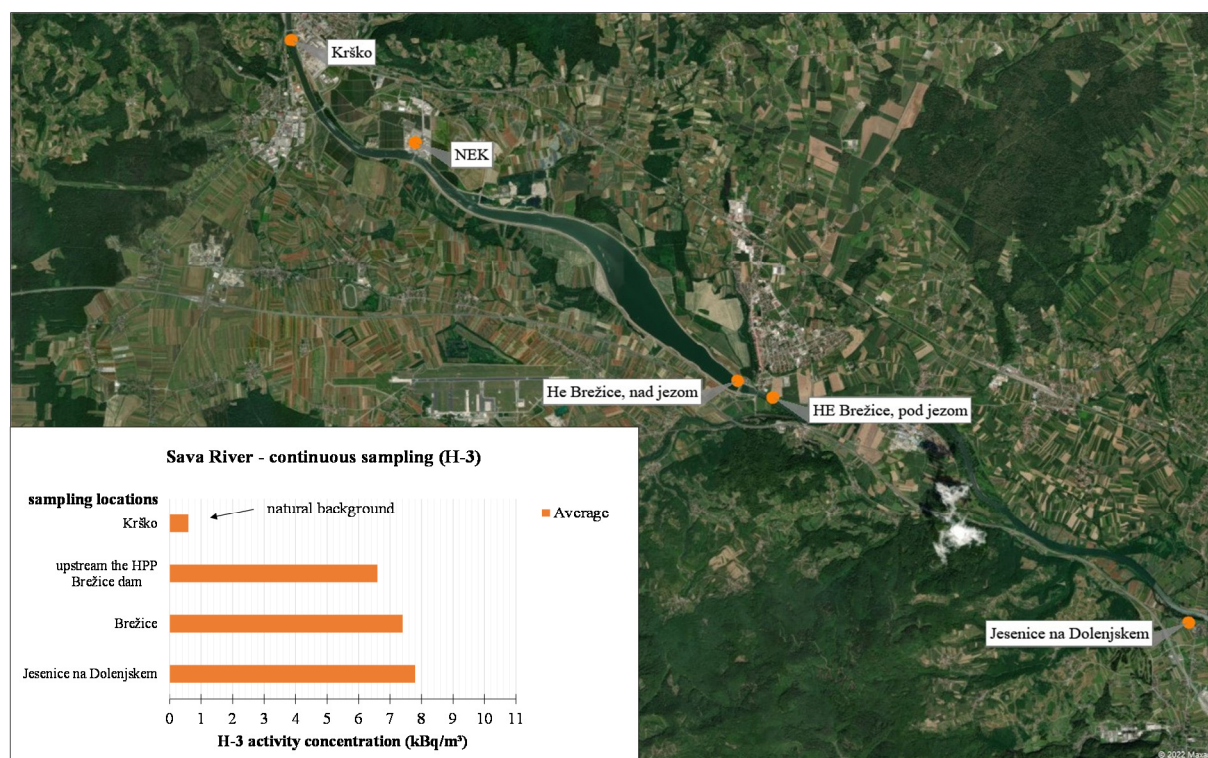 Krško
NEK
He Brežice, nad jezom
HE Brežice, pod jezom
Jesenice na Dolenjskem
Sava River - continuous sampling (H-3)
sampling locations
natural background
Average
Krško
upstream the HPP
Brežice dam
Brežice
Jesenice na Dolenjskem
0 1 2 3 4 5 6 7 8 9 10 11
H-3 activity concentration (kBq/m³)
© 2022